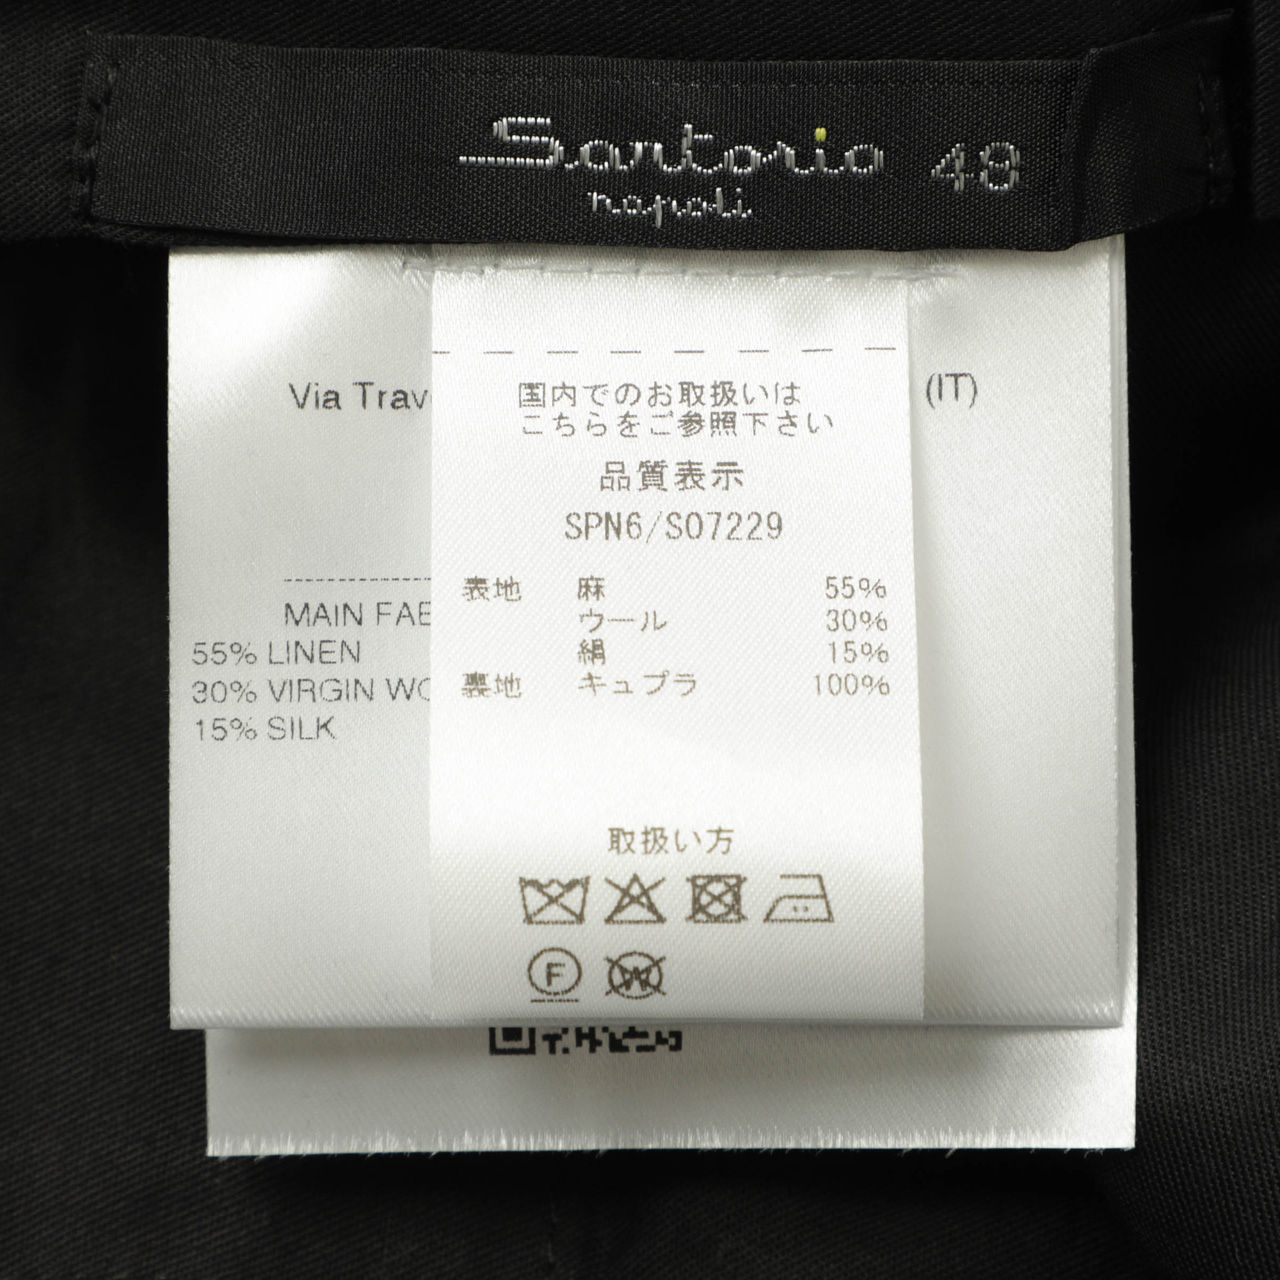 Sartorio 48
napoli
Via Trav
(IT)
国内でのお取扱いは
こちらをご参照下さい
品質表示
SPN6/S07229
表地 麻 55%
ウール 30%
絹 15%
裏地 キュプラ 100%
MAIN FAB
55% LINEN
30% VIRGIN WO
15% SILK
取扱い方
F
W